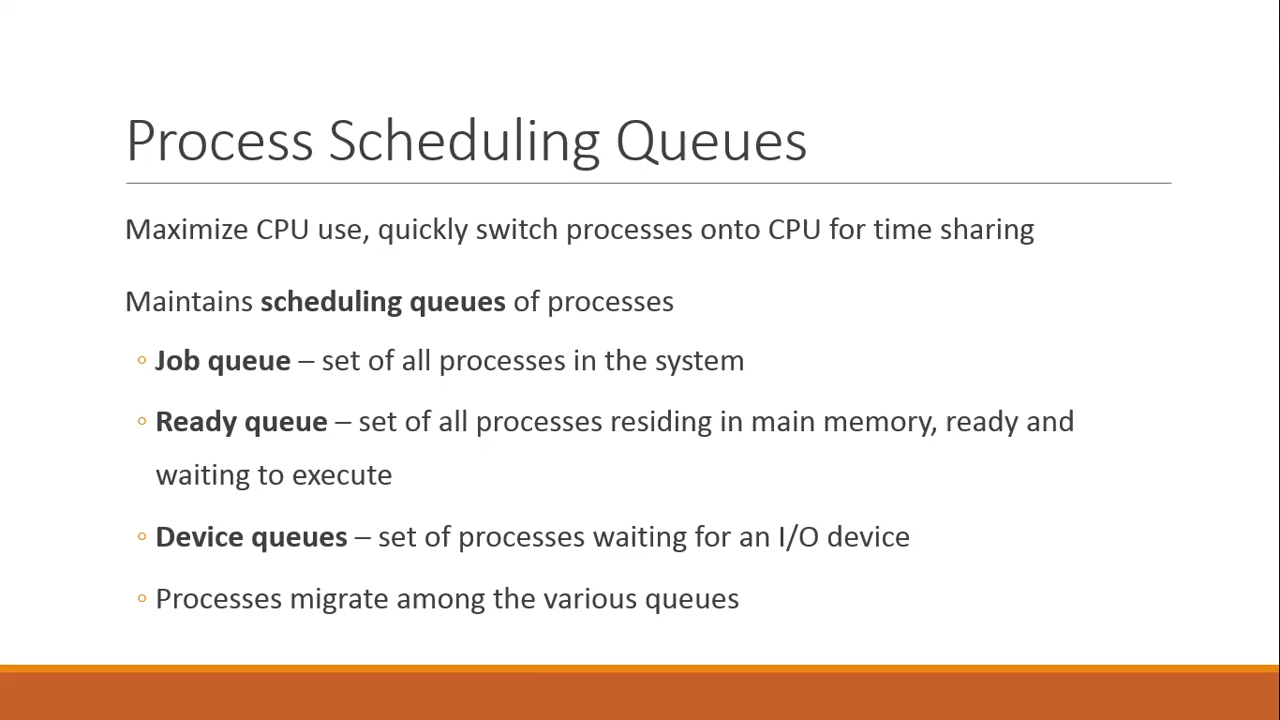 Process Scheduling Queues
Maximize CPU use, quickly switch processes onto CPU for time sharing
Maintains scheduling queues of processes
◦ Job queue – set of all processes in the system
◦ Ready queue – set of all processes residing in main memory, ready and
waiting to execute
◦ Device queues – set of processes waiting for an I/O device
◦ Processes migrate among the various queues